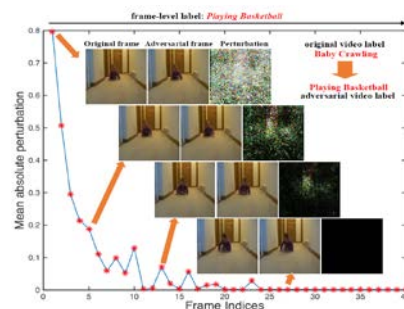 frame-level label: Playing Basketball
Original frame Adversarial frame Perturbation
original video label
Baby Crawling
Playing Basketball
adversarial video label
Mean absolute perturbation
0.8
0.7
0.6
0.5
0.4
0.3
0.2
0.1
0
0 5 10 15 20 25 30 35 40
Frame Indices